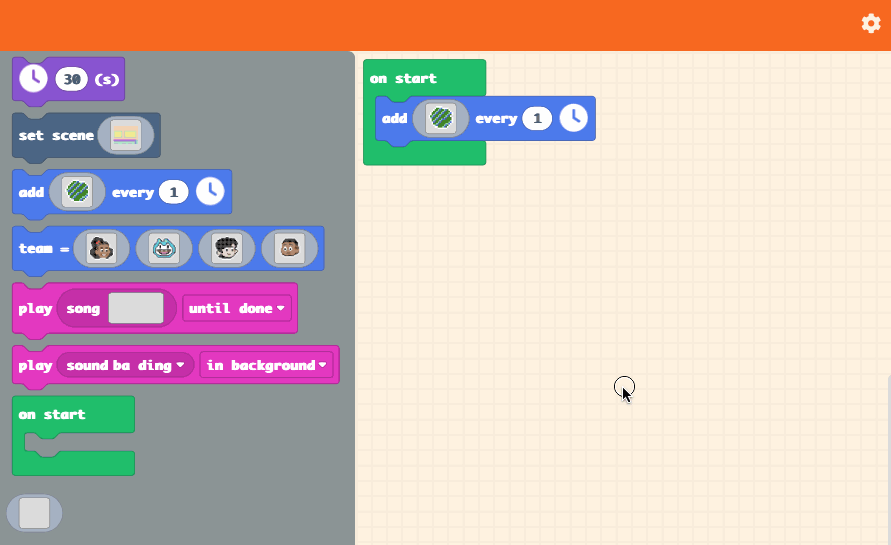 30 (s)
set scene
add every 1
team =
play song until done
play sound ba ding in background
on start
on start
add every 1